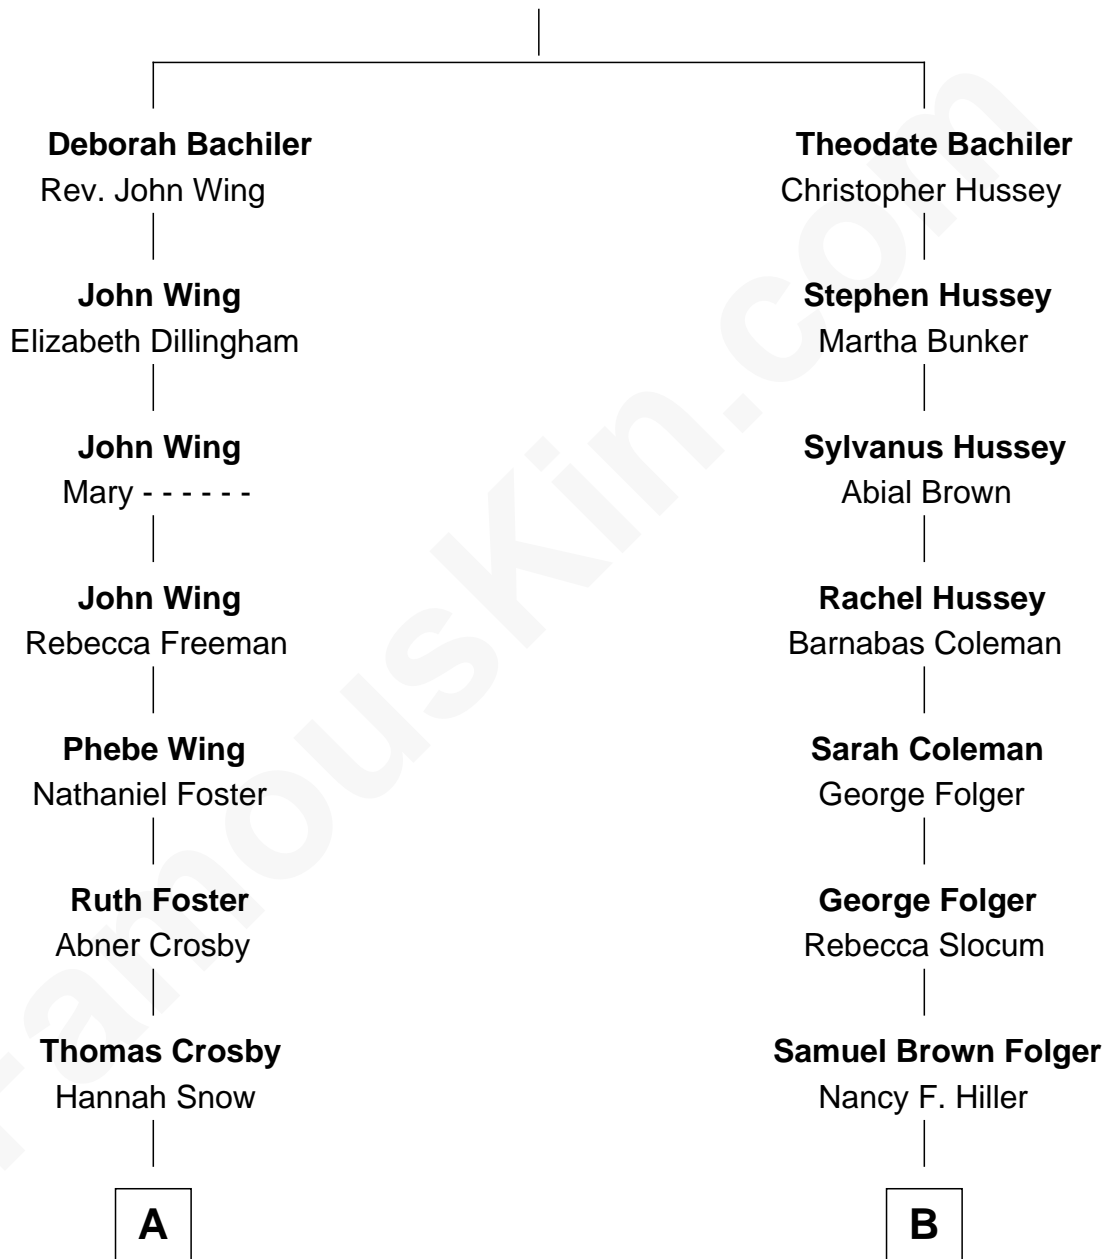 Deborah Bachiler
Rev. John Wing
John Wing
Elizabeth Dillingham
John Wing
Mary - - - - - -
John Wing
Rebecca Freeman
Phebe Wing
Nathaniel Foster
Ruth Foster
Abner Crosby
Thomas Crosby
Hannah Snow
A
Theodate Bachiler
Christopher Hussey
Stephen Hussey
Martha Bunker
Sylvanus Hussey
Abial Brown
Rachel Hussey
Barnabas Coleman
Sarah Coleman
George Folger
George Folger
Rebecca Slocum
Samuel Brown Folger
Nancy F. Hiller
B
FamousKin.com